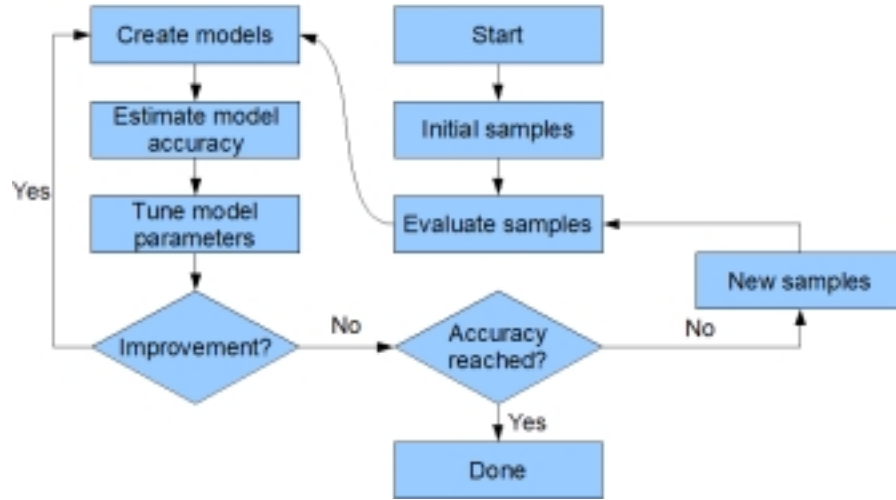 Create models
Start
Estimate model
accuracy
Initial samples
Yes
Tune model
parameters
Evaluate samples
New samples
Improvement?
No
Accuracy
reached?
No
Yes
Done